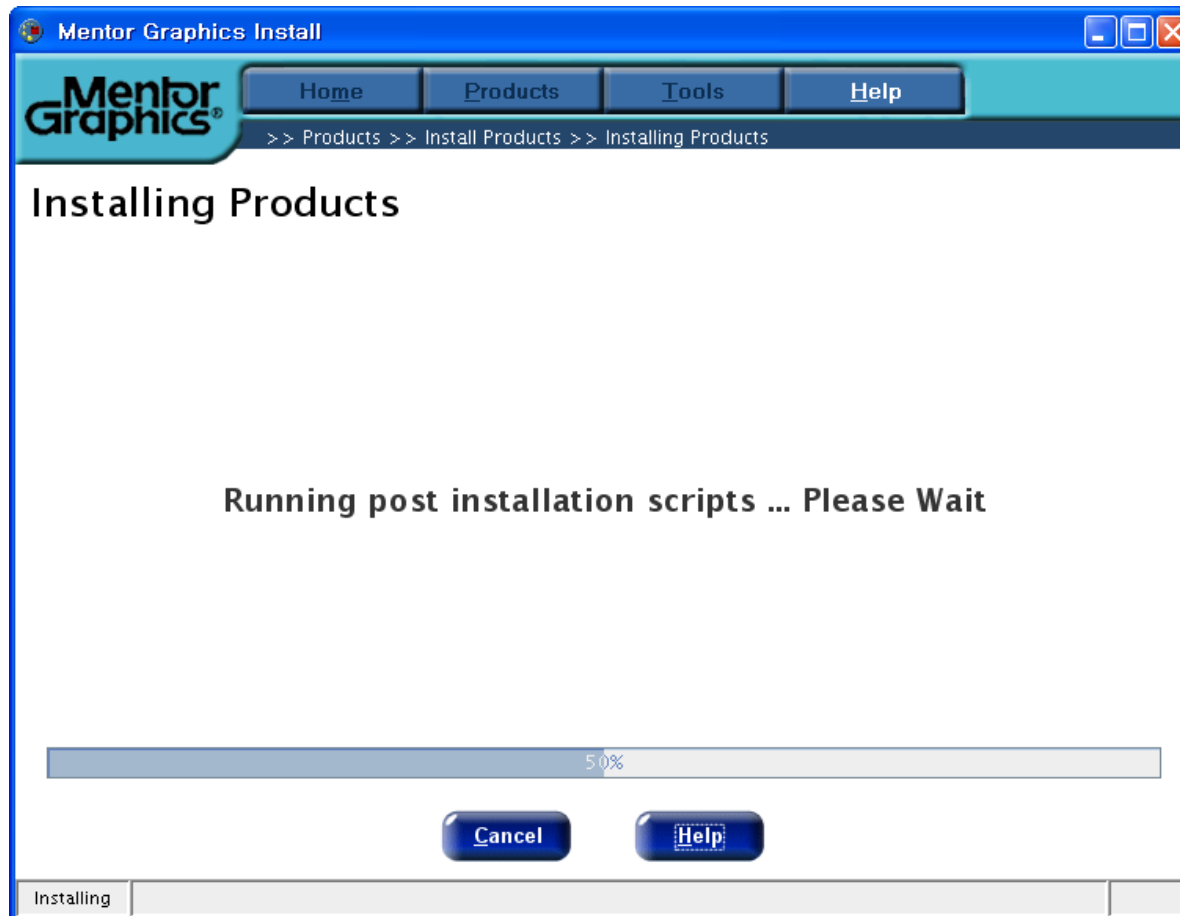 Mentor Graphics Install
Mentor
Graphics®
Home
Products
Tools
Help
>> Products >> Install Products >> Installing Products
Installing Products
Running post installation scripts ... Please Wait
50%
Cancel
Help
Installing